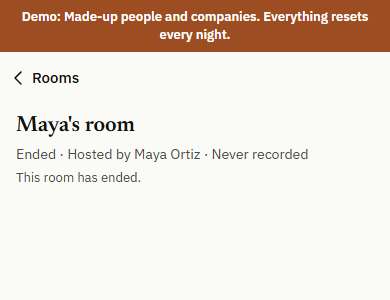 Demo: Made-up people and companies. Everything resets
every night.
Rooms
Maya's room
Ended · Hosted by Maya Ortiz · Never recorded
This room has ended.